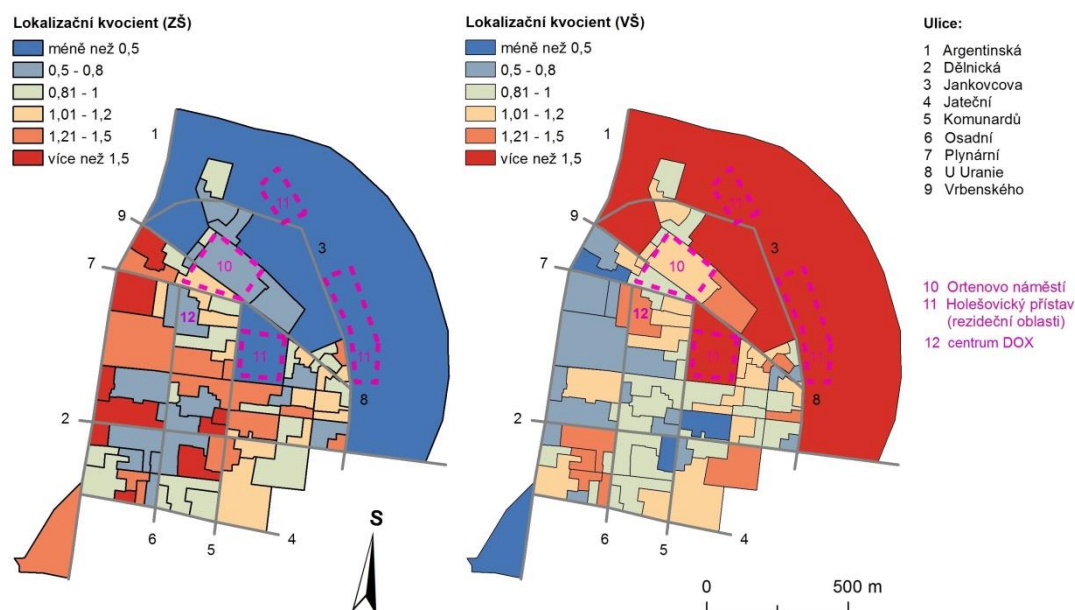 Lokalizační kvocient (ZŠ)
méně než 0,5
0,5 - 0,8
0,81 - 1
1,01 - 1,2
1,21 - 1,5
více než 1,5
1
9
7
2
3
8
10
11
11
11
12
6
5
4
S
Lokalizační kvocient (VŠ)
méně než 0,5
0,5 - 0,8
0,81 - 1
1,01 - 1,2
1,21 - 1,5
více než 1,5
1
9
7
2
3
8
10
11
11
11
12
6
5
4
0
500 m
Ulice:
1 Argentinská
2 Dělnická
3 Jankovcova
4 Jateční
5 Komunardů
6 Osadní
7 Plynární
8 U Uranie
9 Vrbenského
10 Ortenovo náměstí
11 Holešovický přístav
(rezideční oblasti)
12 centrum DOX